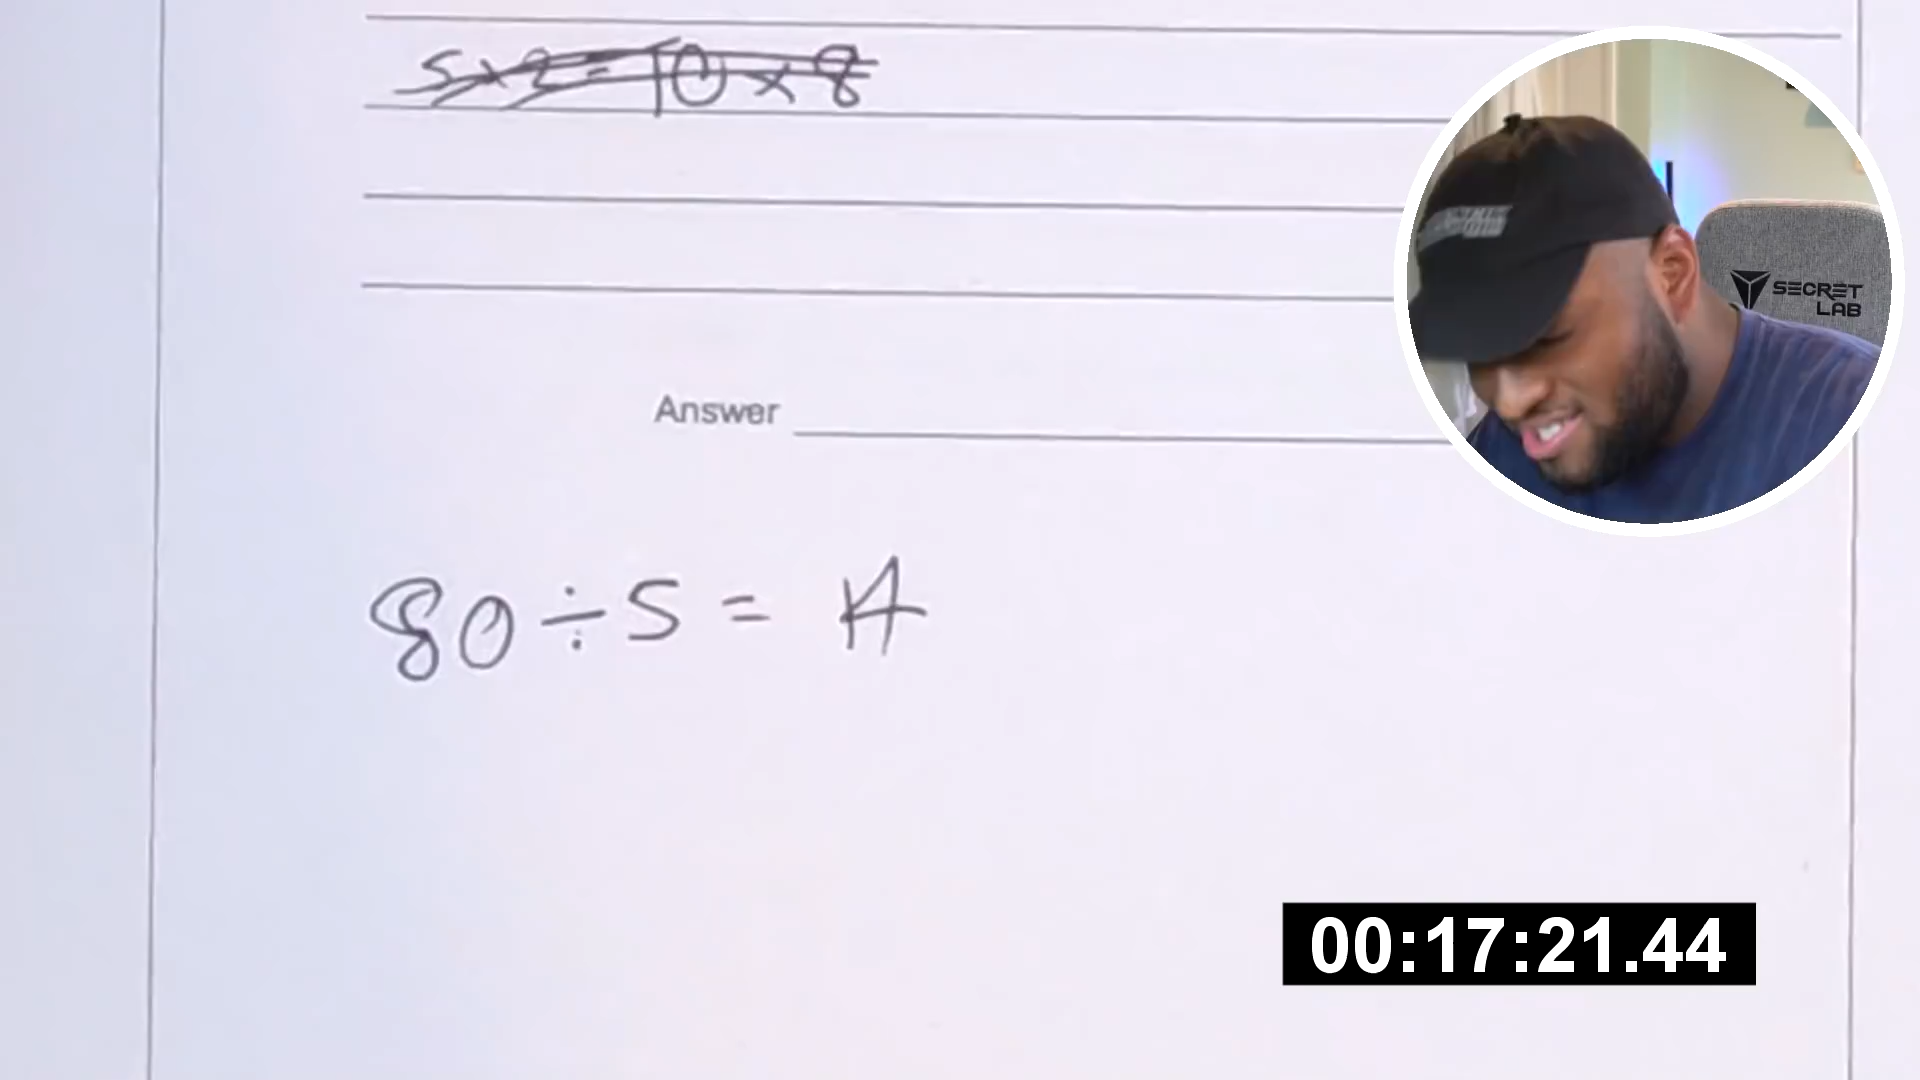 5 x 2 = 10 x 8
SECRET
LAB
Answer
80 ÷ 5 = 14
00:17:21.44